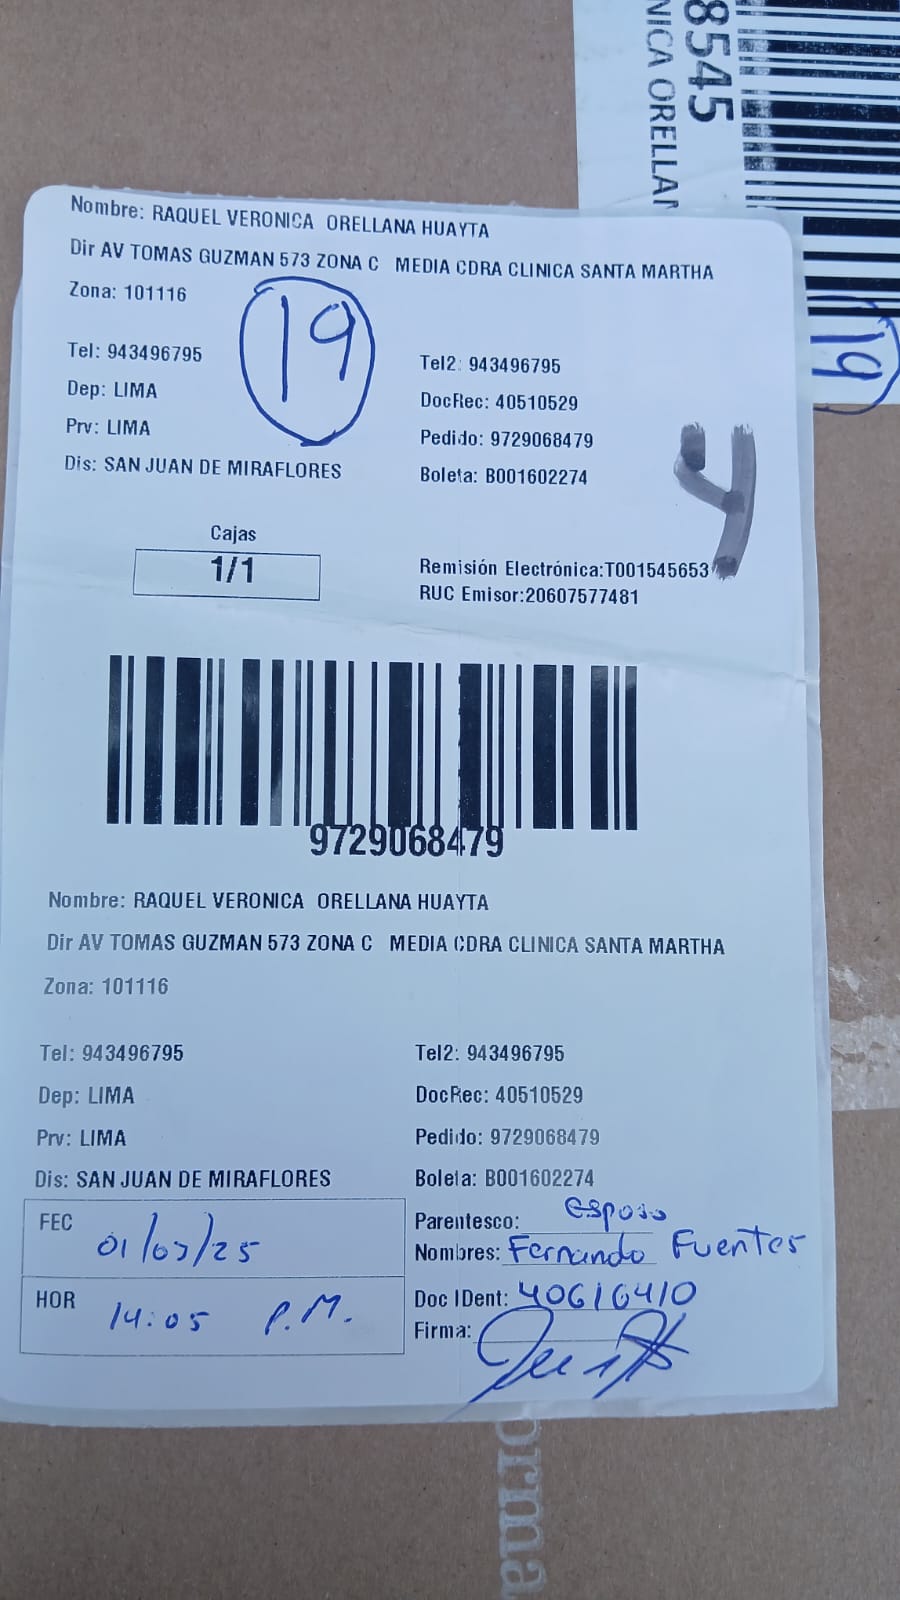 8545
NICA ORELLAN
Nombre: RAQUEL VERONICA ORELLANA HUAYTA
Dir AV TOMAS GUZMAN 573 ZONA C MEDIA CDRA CLINICA SANTA MARTHA
Zona: 101116
19
19
Tel: 943496795 Tel2: 943496795
Dep: LIMA DocRec: 40510529
Prv: LIMA Pedido: 9729068479
Dis: SAN JUAN DE MIRAFLORES Boleta: B001602274
4
Cajas
1/1
Remisión Electrónica:T001545653
RUC Emisor:20607577481
9729068479
Nombre: RAQUEL VERONICA ORELLANA HUAYTA
Dir AV TOMAS GUZMAN 573 ZONA C MEDIA CDRA CLINICA SANTA MARTHA
Zona: 101116
Tel: 943496795 Tel2: 943496795
Dep: LIMA DocRec: 40510529
Prv: LIMA Pedido: 9729068479
Dis: SAN JUAN DE MIRAFLORES Boleta: B001602274
FEC 01/07/25
HOR 14:05 P.M.
Parentesco: esposo
Nombres: Fernando Fuentes
Doc IDent: 40616410
Firma:
orma